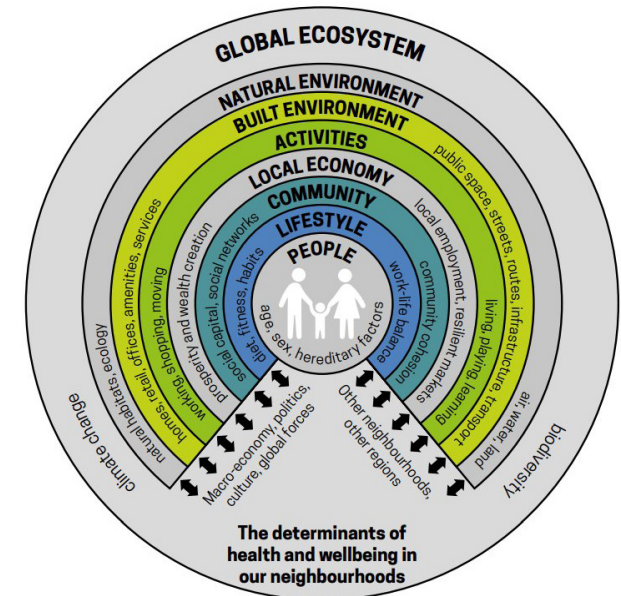 GLOBAL ECOSYSTEM
NATURAL ENVIRONMENT
BUILT ENVIRONMENT
ACTIVITIES
LOCAL ECONOMY
COMMUNITY
LIFESTYLE
PEOPLE
age, sex, hereditary factors
diet, fitness, habits
work-life balance
social capital, social networks
community cohesion
prosperity and wealth creation
local employment, resilient markets
working, shopping, moving
living, playing, learning
homes, retail, offices, amenities, services
public space, streets, routes, infrastructure, transport
natural habitats, ecology
air, water, land
climate change
biodiversity
Macro-economy, politics,
culture, global forces
Other neighbourhoods,
other regions
The determinants of
health and wellbeing in
our neighbourhoods